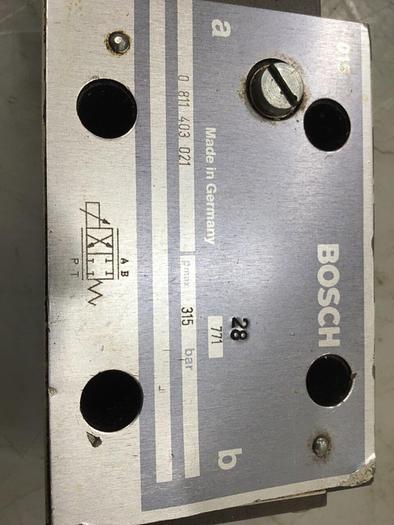 BOSCH
a
b
Made in Germany
28
771
0 811 403 021
pmax 315 bar
A B
P T